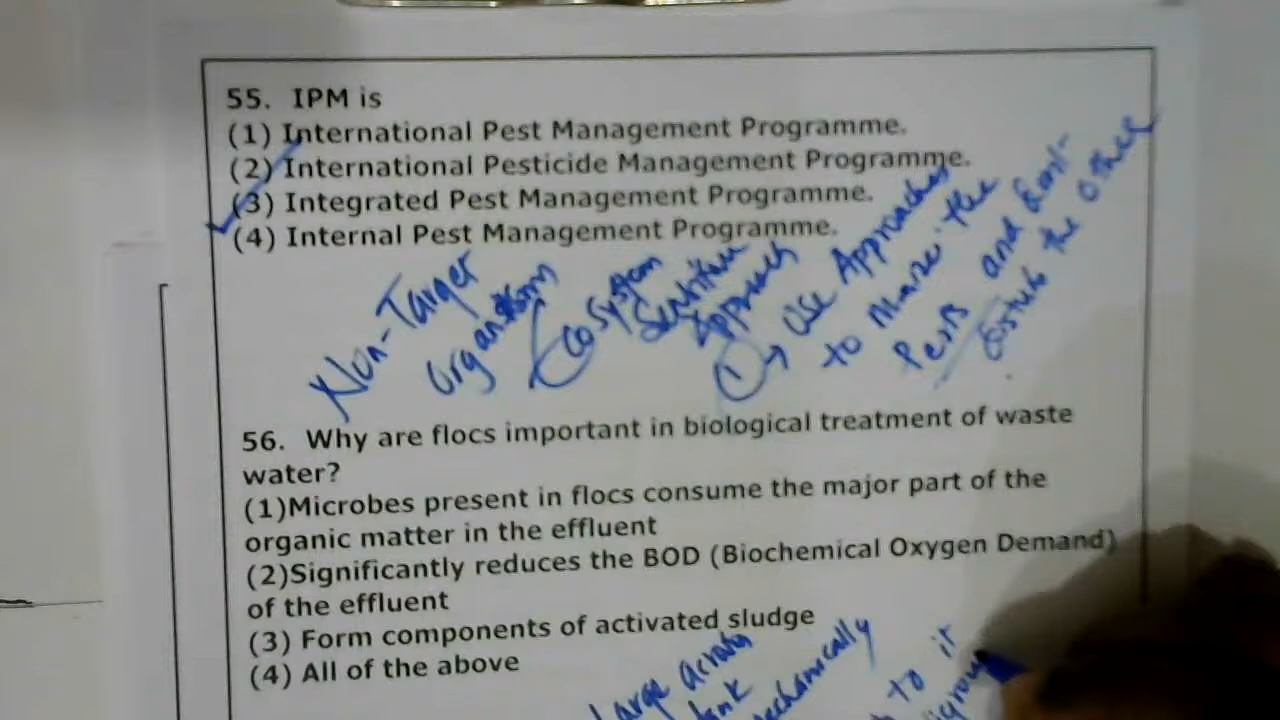 55. IPM is
(1) International Pest Management Programme.
(2) International Pesticide Management Programme.
(3) Integrated Pest Management Programme.
(4) Internal Pest Management Programme.
Non-Target
Organism
Ecosystem
Sensitive
Approach
→ Use Approaches
to the
Pests and
the other
56. Why are flocs important in biological treatment of waste
water?
(1)Microbes present in flocs consume the major part of the
organic matter in the effluent
(2)Significantly reduces the BOD (Biochemical Oxygen Demand)
of the effluent
(3) Form components of activated sludge
(4) All of the above
Large
Mechanically
to it